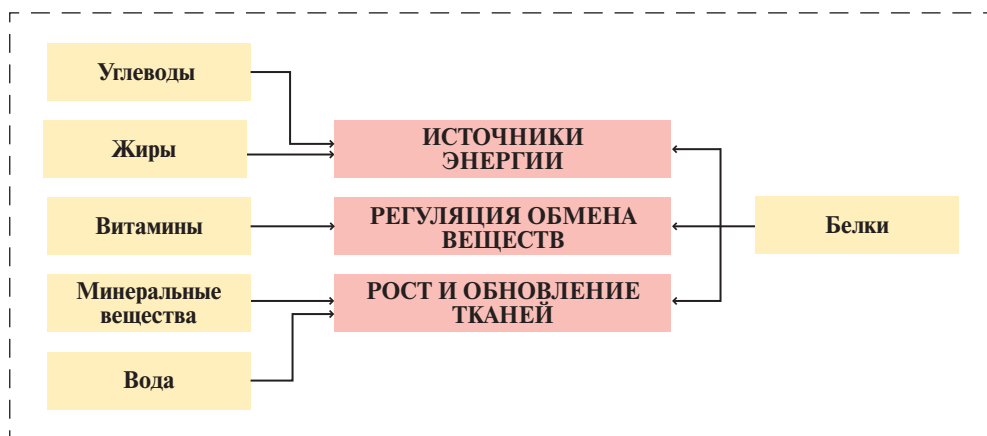 Углеводы
Жиры
Витамины
Минеральные
вещества
Вода
ИСТОЧНИКИ
ЭНЕРГИИ
РЕГУЛЯЦИЯ ОБМЕНА
ВЕЩЕСТВ
РОСТ И ОБНОВЛЕНИЕ
ТКАНЕЙ
Белки